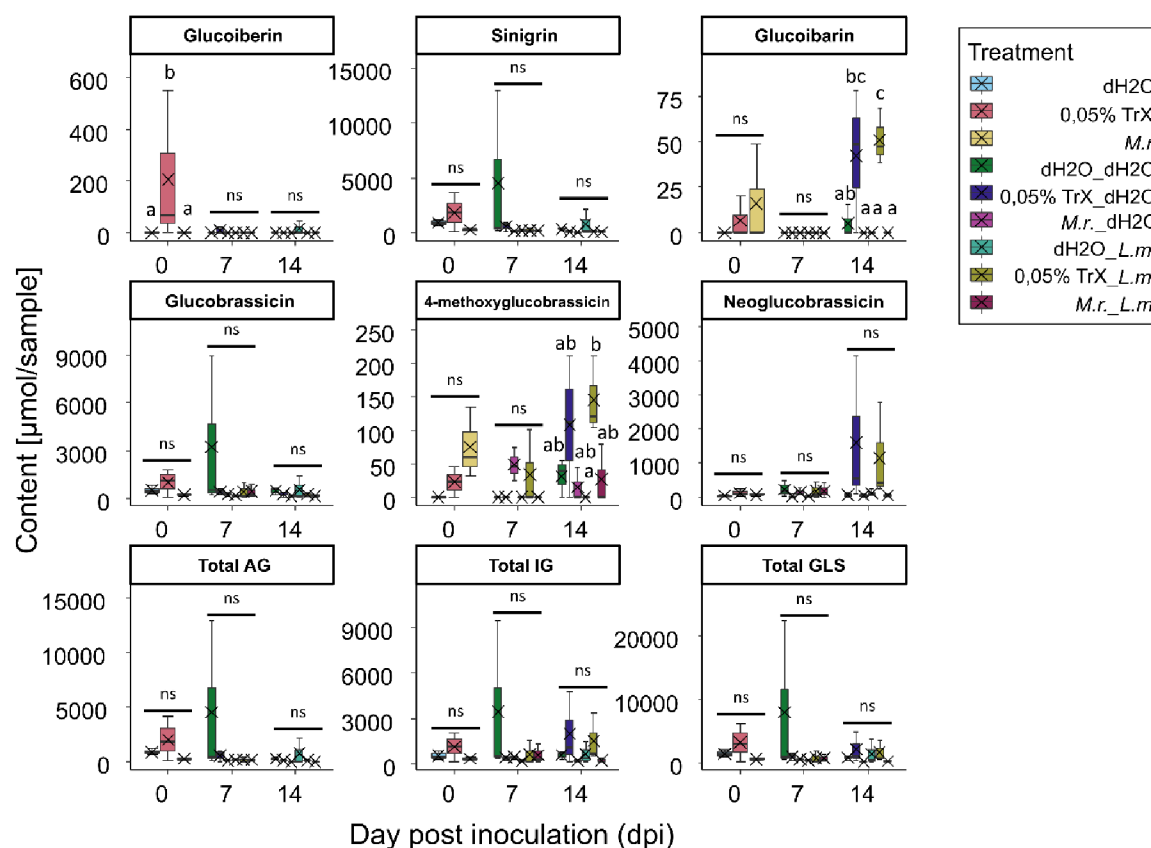 Glucoiberin
Sinigrin
Glucoibarin
600
400
200
0
b
a
a
ns
ns
0
7
14
15000
10000
5000
0
ns
ns
ns
0
7
14
75
50
25
0
ns
ns
ab
bc
a a
c
a
0
7
14
Glucobrassicin
4-methoxyglucobrassicin
Neoglucobrassicin
9000
6000
3000
0
ns
ns
ns
0
7
14
250
200
150
100
50
0
ns
ns
ab
ab
ab
a
b
ab
0
7
14
5000
4000
3000
2000
1000
0
ns
ns
ns
0
7
14
Total AG
Total IG
Total GLS
15000
10000
5000
0
ns
ns
ns
0
7
14
9000
6000
3000
0
ns
ns
ns
0
7
14
20000
10000
0
ns
ns
ns
0
7
14
Content [µmol/sample]
Day post inoculation (dpi)
Treatment
dH2O
0,05% TrX
M.r.
dH2O_dH2O
0,05% TrX_dH2O
M.r._dH2O
dH2O_L.m
0,05% TrX_L.m
M.r._L.m